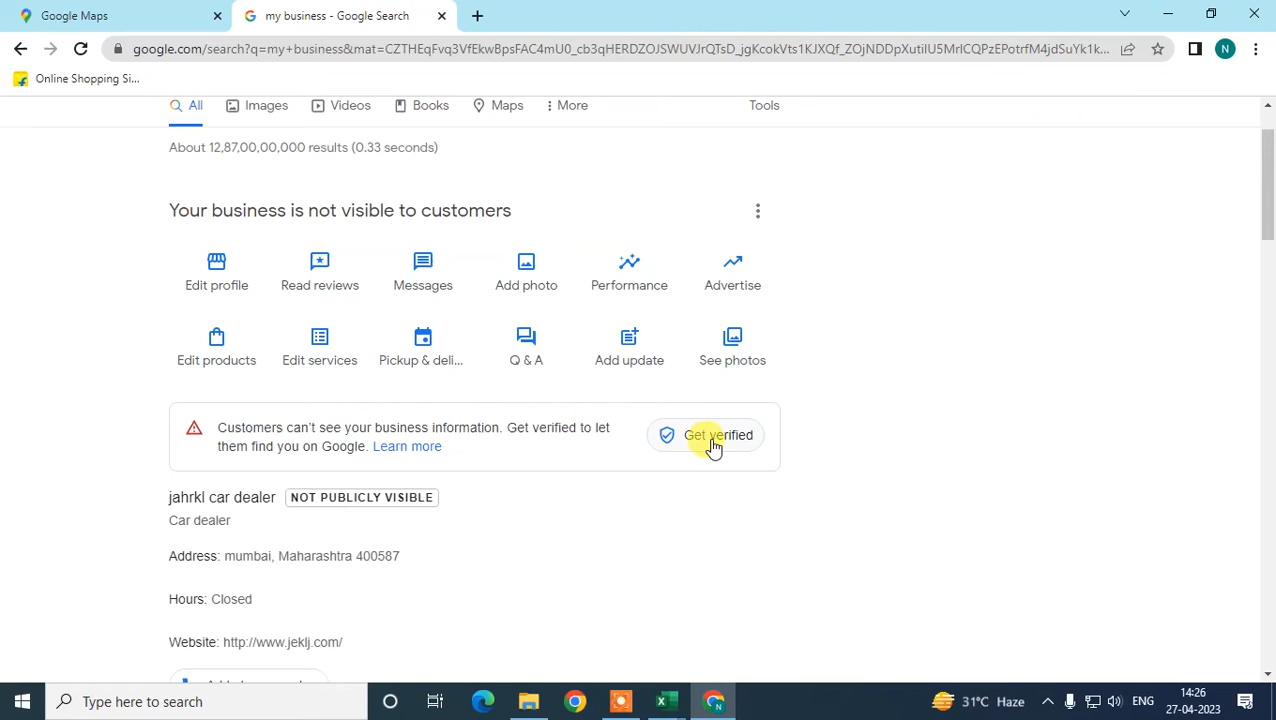 Google Maps
my business - Google Search
google.com/search?q=my+business&mat=CZTHEqFvq3VfEkwBpsFAC4mU0_cb3qHERDZOJSWUVJrQTsD_jgKcokVts1KJXQf_ZOjNDDpXutilU5MrlCQPzEPotrfM4jdSuYk1k...
N
Online Shopping Si...
All Images Videos Books Maps More Tools
About 12,87,00,00,000 results (0.33 seconds)
Your business is not visible to customers
Edit profile Read reviews Messages Add photo Performance Advertise
Edit products Edit services Pickup & deli... Q & A Add update See photos
Customers can't see your business information. Get verified to let
them find you on Google. Learn more
Get verified
jahrkl car dealer NOT PUBLICLY VISIBLE
Car dealer
Address: mumbai, Maharashtra 400587
Hours: Closed
Website: http://www.jeklj.com/
Type here to search
31°C Haze
ENG
14:26
27-04-2023